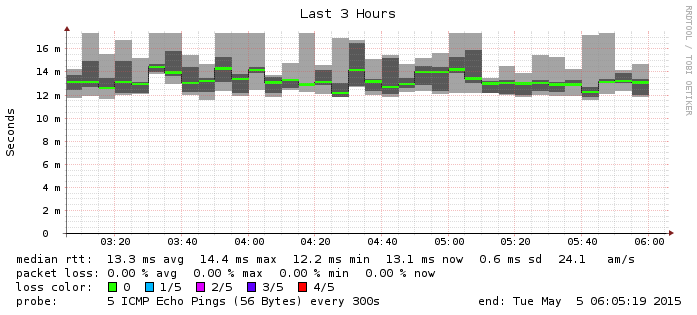 Last 3 Hours
RRDTOOL / TOBI OETIKER
Seconds
16 m
14 m
12 m
10 m
8 m
6 m
4 m
2 m
0
03:20 03:40 04:00 04:20 04:40 05:00 05:20 05:40 06:00
median rtt: 13.3 ms avg 14.4 ms max 12.2 ms min 13.1 ms now 0.6 ms sd 24.1 am/s
packet loss: 0.00 % avg 0.00 % max 0.00 % min 0.00 % now
loss color: 0 1/5 2/5 3/5 4/5
probe: 5 ICMP Echo Pings (56 Bytes) every 300s end: Tue May 5 06:05:19 2015